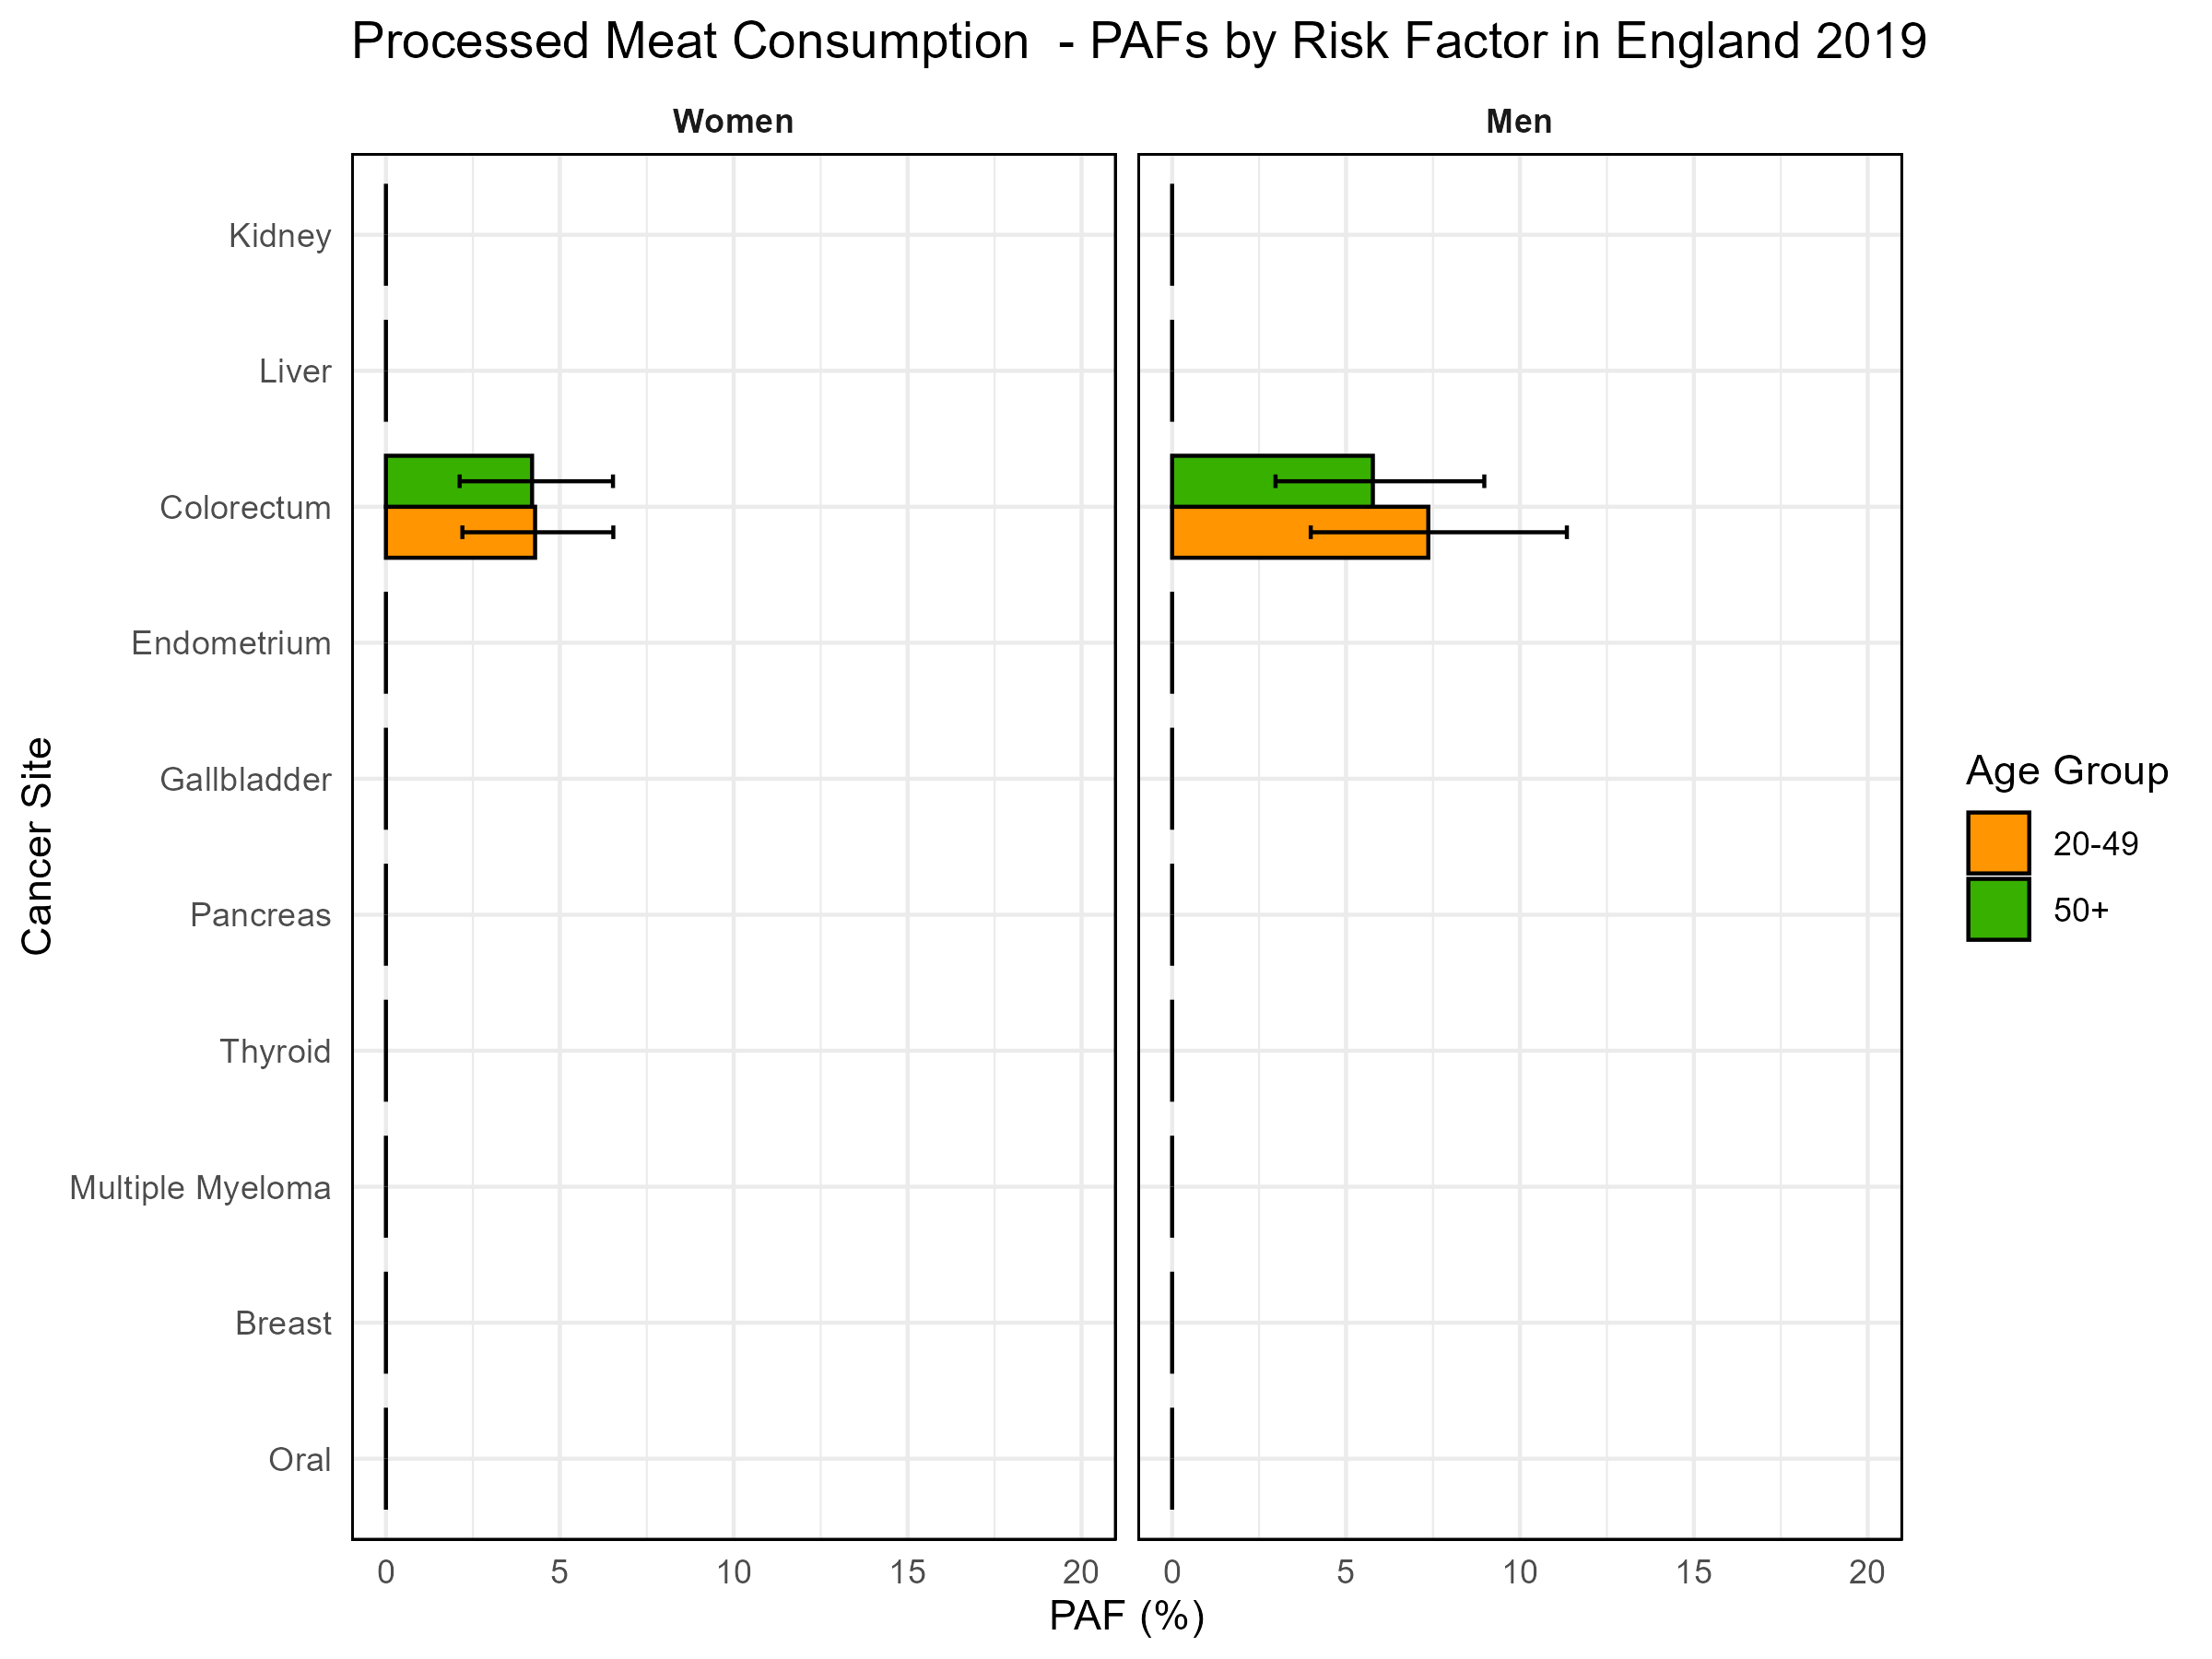 Processed Meat Consumption  - PAFs by Risk Factor in England 2019
Women
Men
Kidney
Liver
Colorectum
Endometrium
Gallbladder
Pancreas
Thyroid
Multiple Myeloma
Breast
Oral
Cancer Site
0 5 10 15 20
0 5 10 15 20
PAF (%)
Age Group
20-49
50+